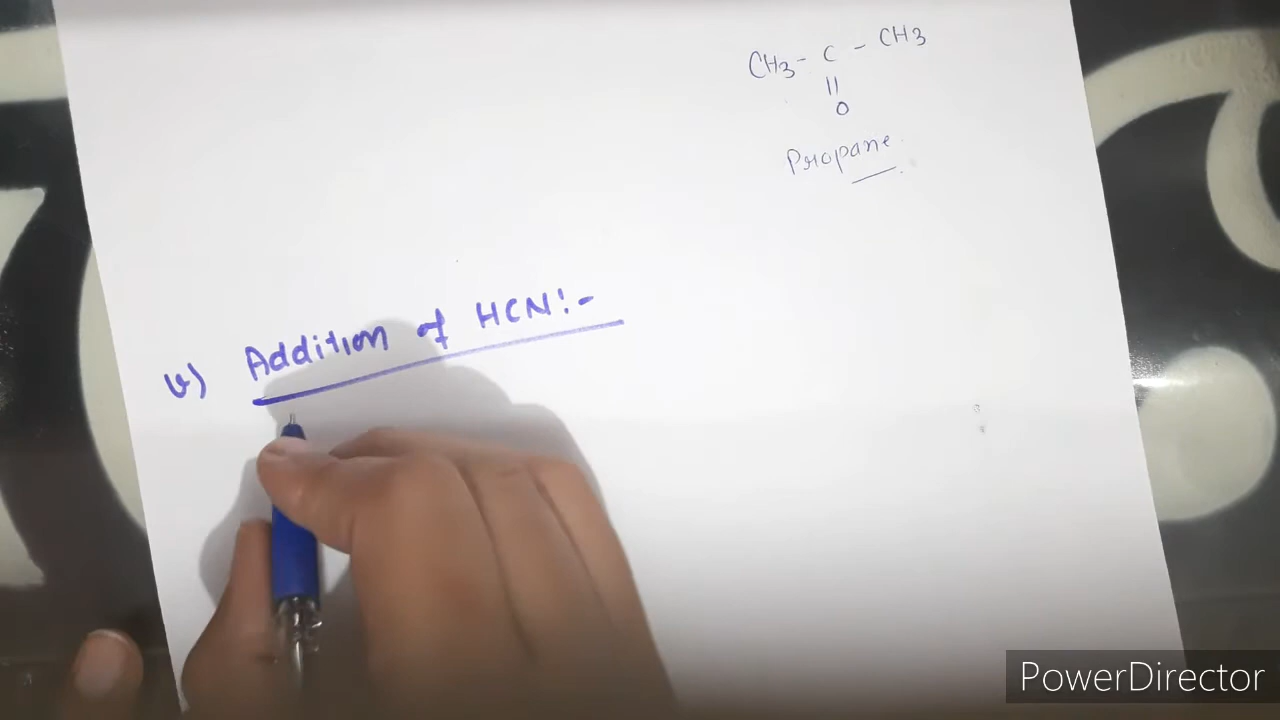 CH3 - C - CH3
||
O
Propane
v) Addition of HCN:-
PowerDirector